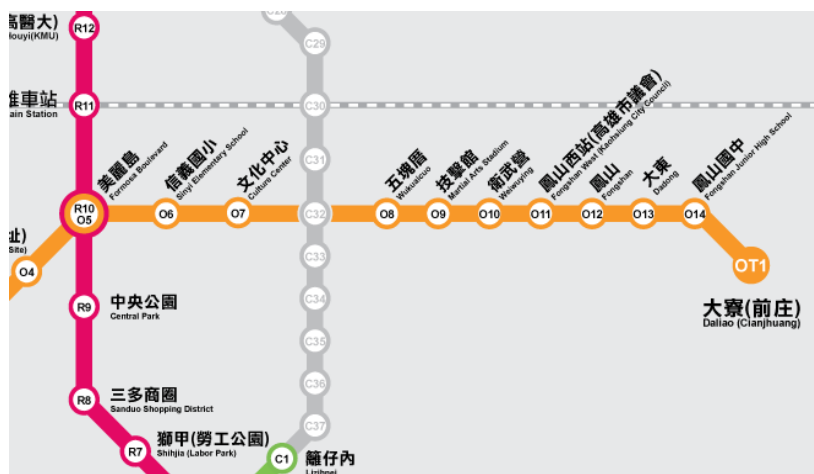 高醫大)
Houyi(KMU)
R12
C28
C29
雄車站
ain Station
R11
C30
美麗島
Formosa Boulevard
信義國小
Sinyi Elementary School
文化中心
Culture Center
C31
五塊厝
Wukuaicuo
技擊館
Martial Arts Stadium
衛武營
Weiwuying
鳳山西站(高雄市議會)
Fongshan West (Kaohsiung City Council)
鳳山
Fongshan
大東
Dadong
鳳山國中
Fongshan Junior High School
R10
O5
O6
O7
C32
O8
O9
O10
O11
O12
O13
O14
址)
Site)
O4
C33
OT1
大寮(前庄)
Daliao (Cianjhuang)
R9
中央公園
Central Park
C34
C35
C36
R8
三多商圈
Sanduo Shopping District
C37
R7
獅甲(勞工公園)
Shihjia (Labor Park)
C1
籬仔內
Lizihnei